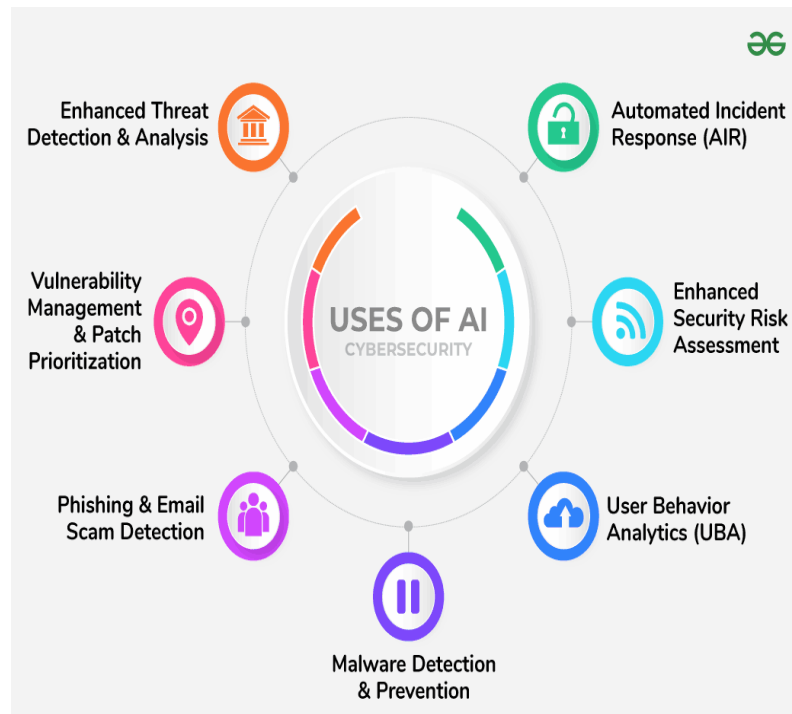 Enhanced Threat
Detection & Analysis
Automated Incident
Response (AIR)
Vulnerability
Management
& Patch
Prioritization
USES OF AI
CYBERSECURITY
Enhanced
Security Risk
Assessment
Phishing & Email
Scam Detection
User Behavior
Analytics (UBA)
Malware Detection
& Prevention